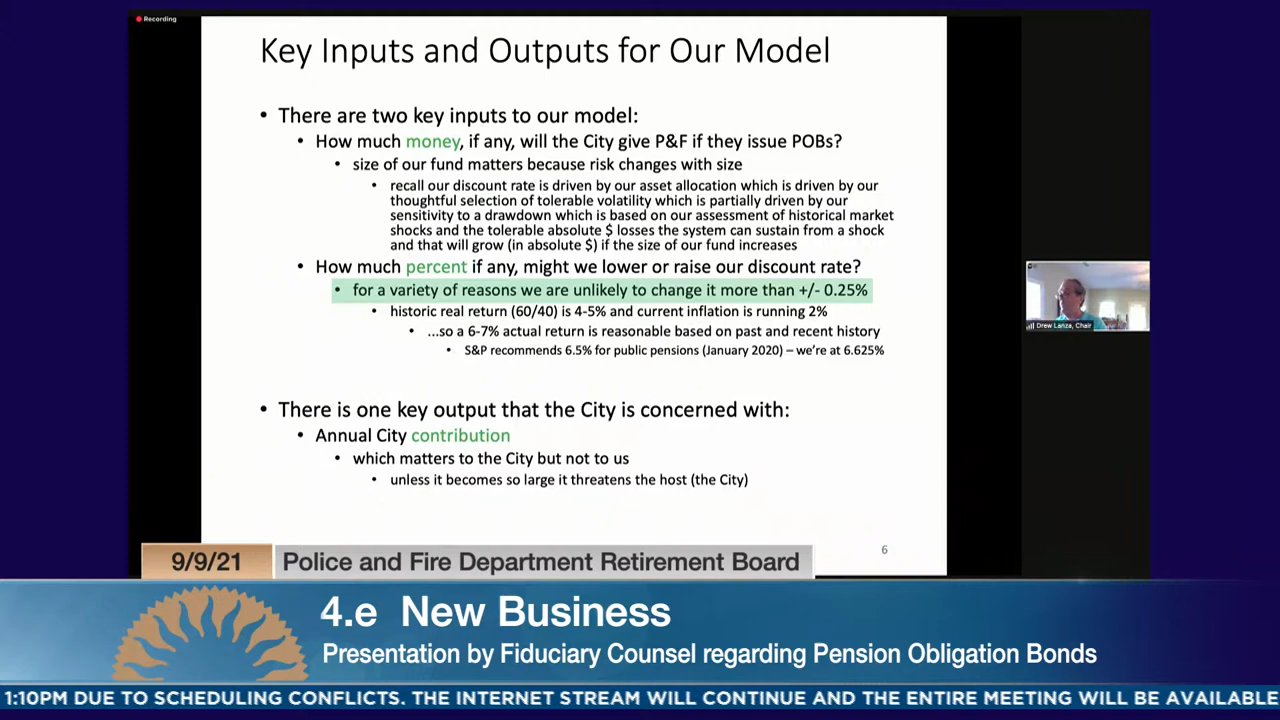 Recording
Key Inputs and Outputs for Our Model
• There are two key inputs to our model:
• How much money, if any, will the City give P&F if they issue POBs?
• size of our fund matters because risk changes with size
• recall our discount rate is driven by our asset allocation which is driven by our
thoughtful selection of tolerable volatility which is partially driven by our
sensitivity to a drawdown which is based on our assessment of historical market
shocks and the tolerable absolute $ losses the system can sustain from a shock
and that will grow (in absolute $) if the size of our fund increases
• How much percent if any, might we lower or raise our discount rate?
• for a variety of reasons we are unlikely to change it more than +/- 0.25%
• historic real return (60/40) is 4-5% and current inflation is running 2%
• ...so a 6-7% actual return is reasonable based on past and recent history
• S&P recommends 6.5% for public pensions (January 2020) – we're at 6.625%
• There is one key output that the City is concerned with:
• Annual City contribution
• which matters to the City but not to us
• unless it becomes so large it threatens the host (the City)
6
Drew Lanza, Chair
9/9/21
Police and Fire Department Retirement Board
4.e New Business
Presentation by Fiduciary Counsel regarding Pension Obligation Bonds
1:10PM DUE TO SCHEDULING CONFLICTS. THE INTERNET STREAM WILL CONTINUE AND THE ENTIRE MEETING WILL BE AVAILABLE